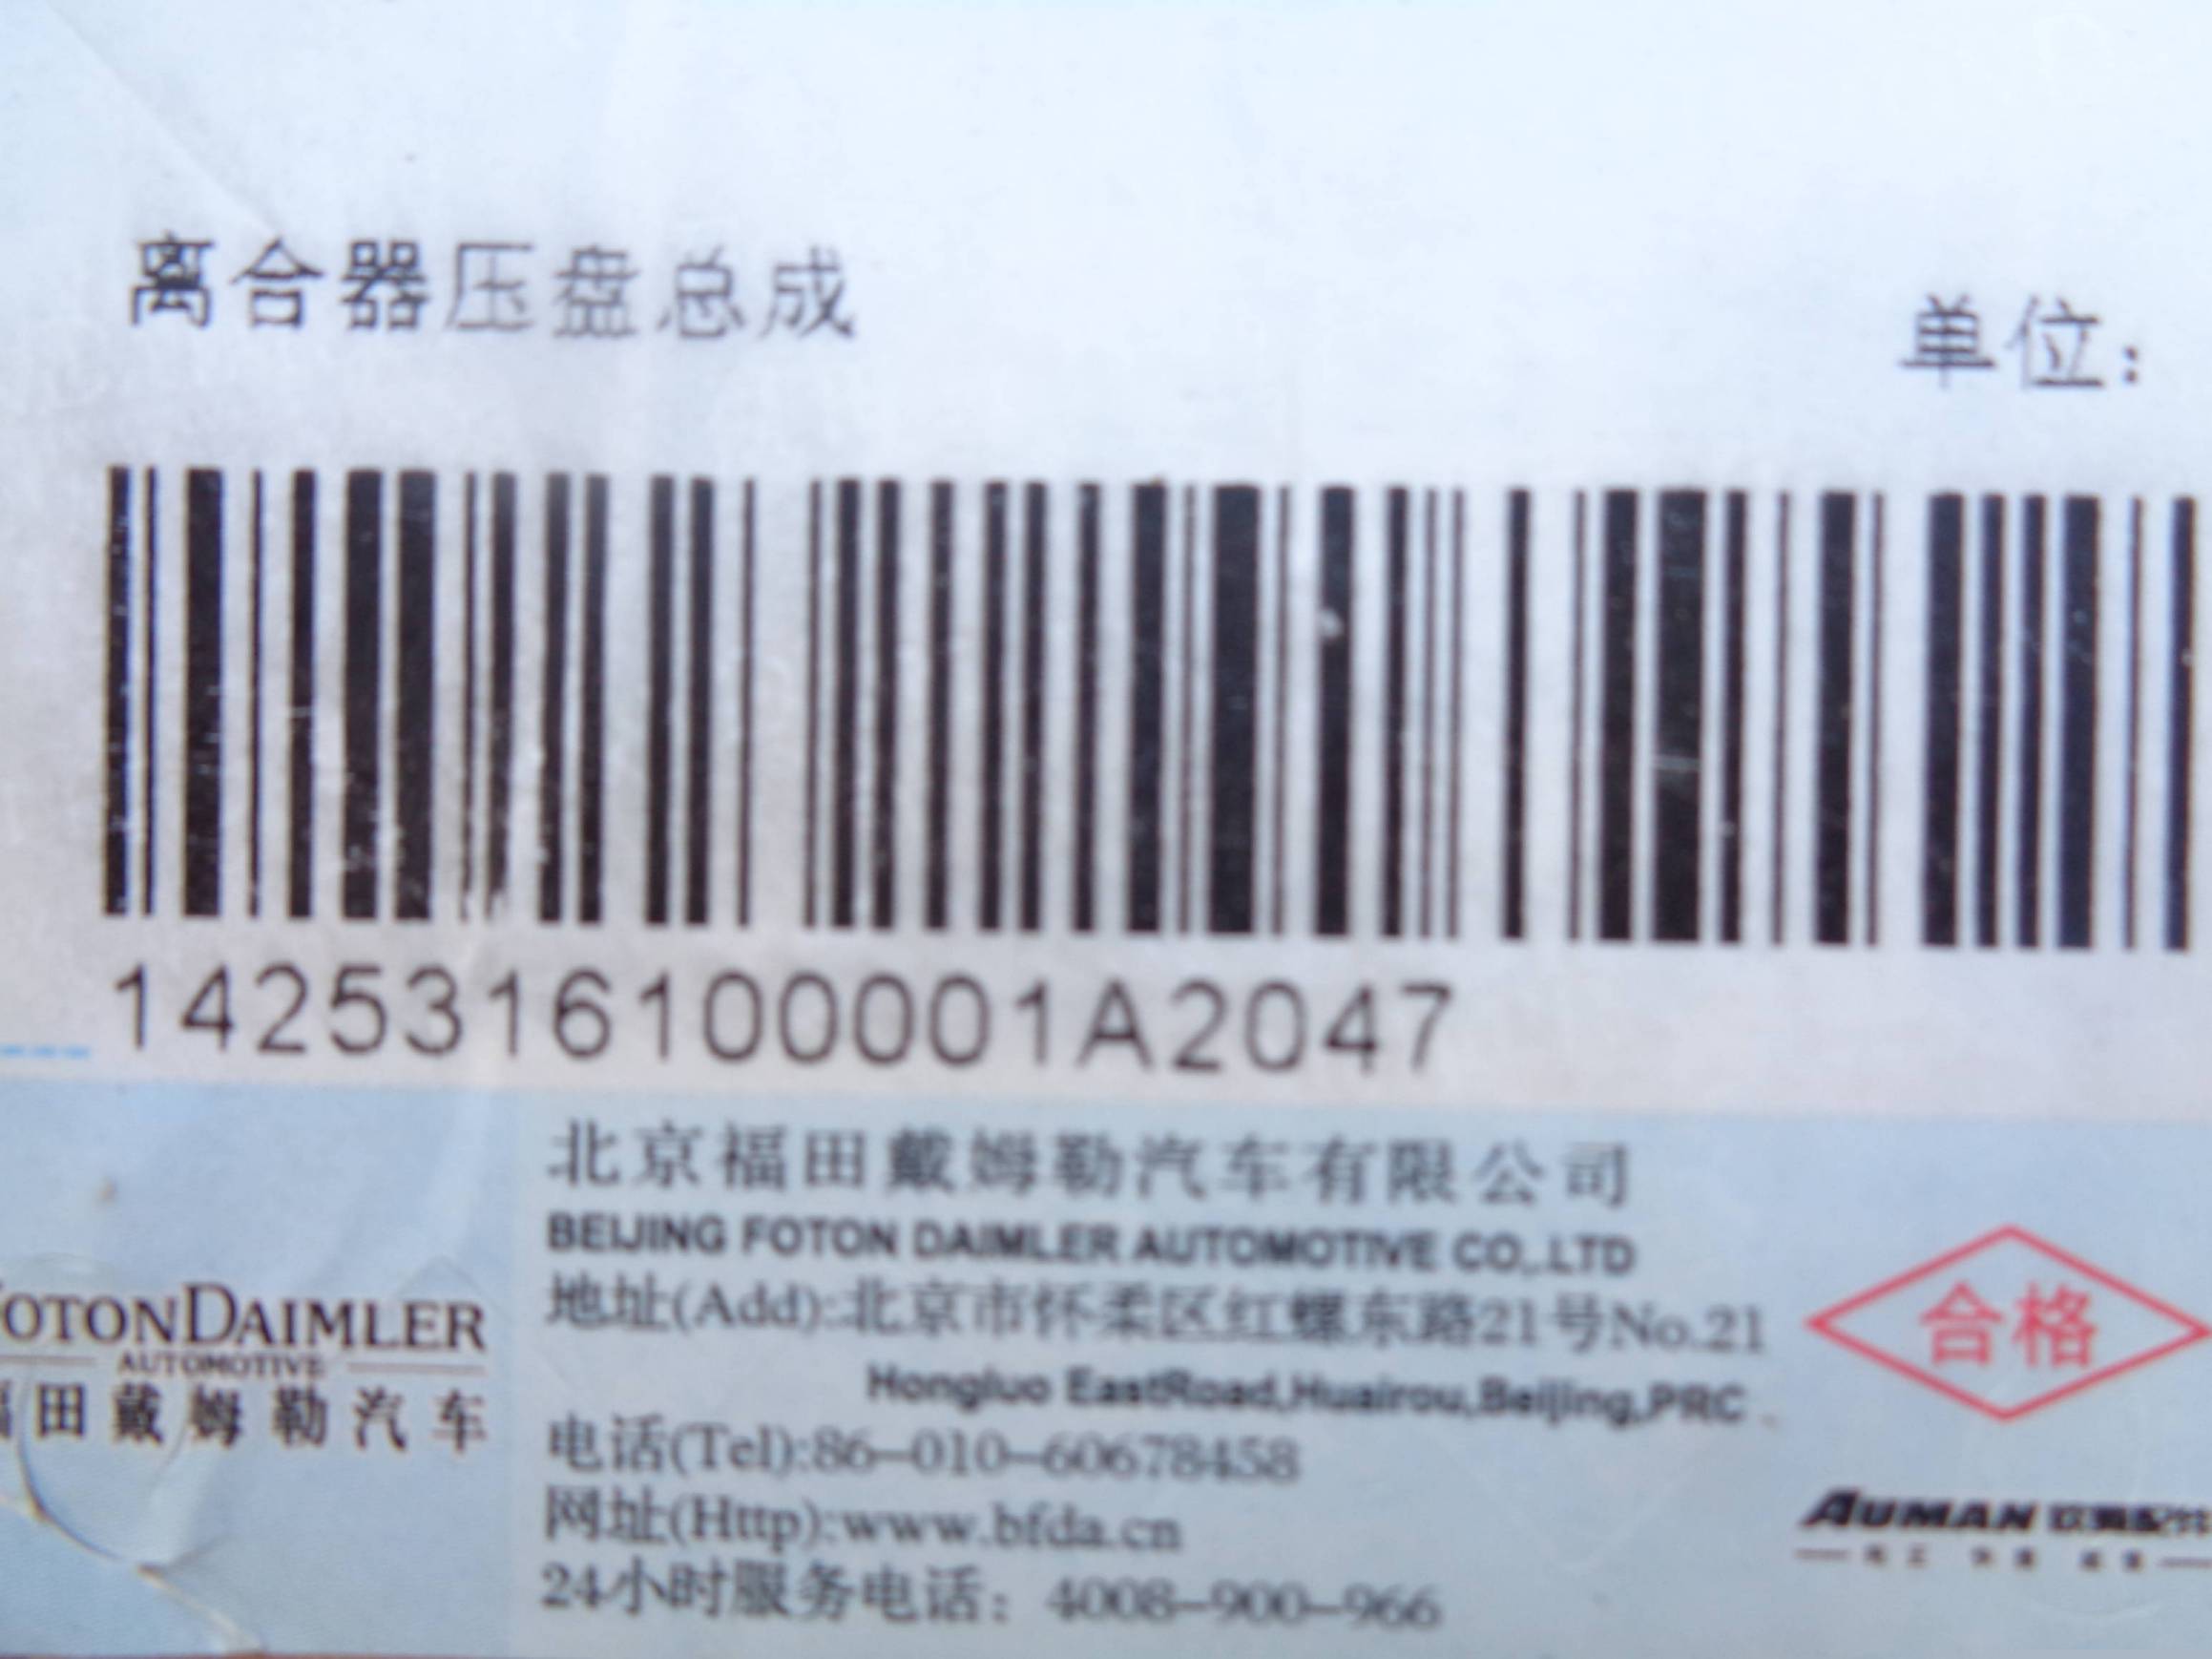 离合器压盘总成
单位:
1425316100001A2047
北京福田戴姆勒汽车有限公司
BEIJING FOTON DAIMLER AUTOMOTIVE CO,.LTD
地址(Add):北京市怀柔区红螺东路21号No.21
Hongluo EastRoad,Huairou,Beijing,PRC
电话(Tel):86-010-60678458
网址(Http):www.bfda.cn
24小时服务电话：4008-900-966
FOTONDAIMLER
AUTOMOTIVE
福田戴姆勒汽车
合格
AUMAN